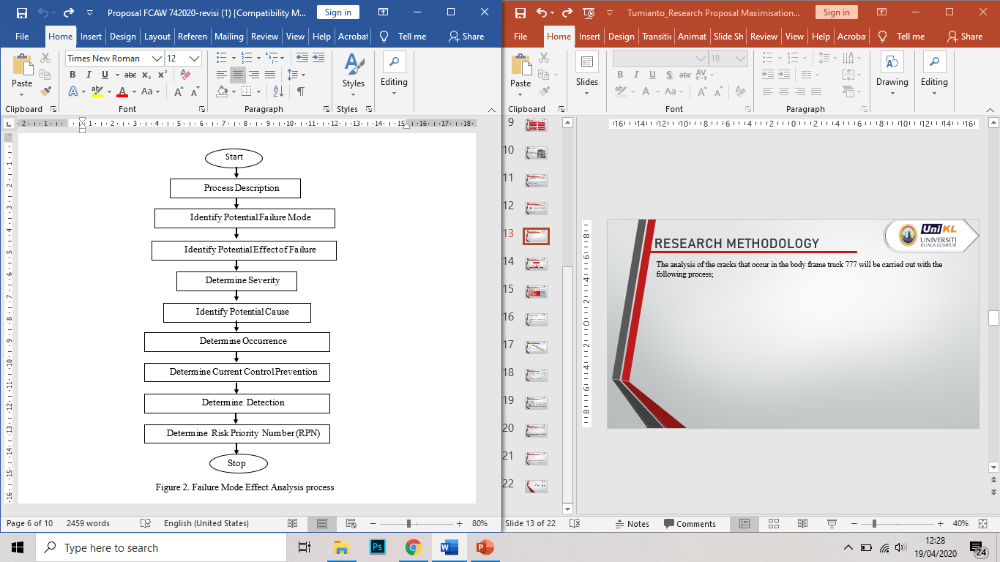 Proposal FCAW 742020-revisi (1) [Compatibility M...
Sign in
File Home Insert Design Layout Referen Mailing Review View Help Acrobat Tell me Share
Times New Roman 12
Paste
Styles
Editing
Clipboard Font Paragraph Styles
Start
Process Description
Identify Potential Failure Mode
Identify Potential Effect of Failure
Determine Severity
Identify Potential Cause
Determine Occurrence
Determine Current Control Prevention
Determine Detection
Determine Risk Priority Number (RPN)
Stop
Figure 2. Failure Mode Effect Analysis process
Page 6 of 10 2459 words English (United States) 80%
Tumianto_Research Proposal Maximisation...
Sign in
File Home Insert Design Transitic Animat Slide Sh Review View Help Acroba Tell me Share
18
Paste
Slides
Drawing
Editing
Clipboard Font Paragraph
9
10
11
12
13
14
15
16
17
18
19
20
21
22
RESEARCH METHODOLOGY
UniKL
UNIVERSITI
KUALA LUMPUR
The analysis of the cracks that occur in the body frame truck 777 will be carried out with the
following process;
Slide 13 of 22 Notes Comments 40%
Type here to search
12:28
19/04/2020
24